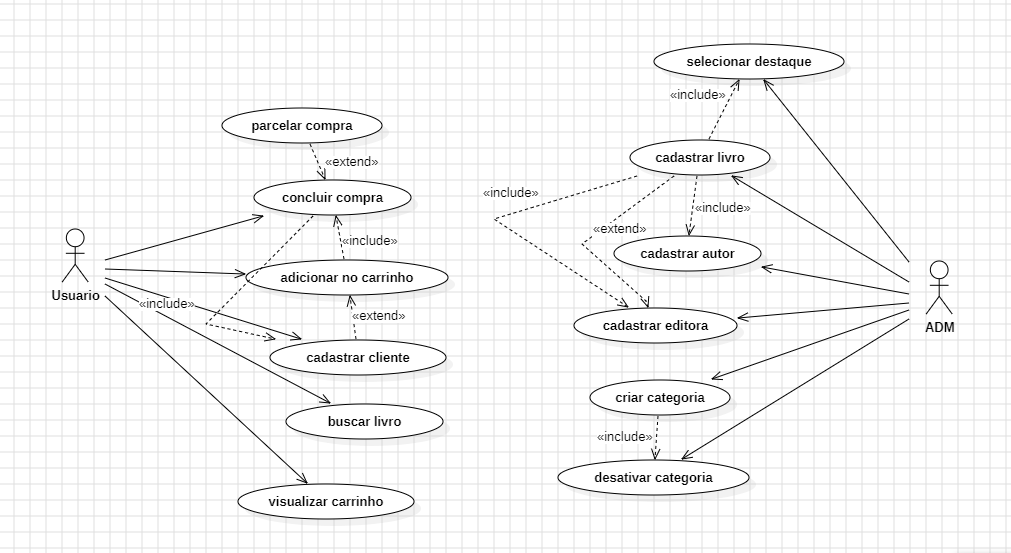 selecionar destaque
«include»
parcelar compra
«extend»
cadastrar livro
concluir compra
«include»
«include»
«extend»
«include»
cadastrar autor
adicionar no carrinho
Usuario
«include»
«extend»
cadastrar editora
ADM
cadastrar cliente
criar categoria
buscar livro
«include»
desativar categoria
visualizar carrinho